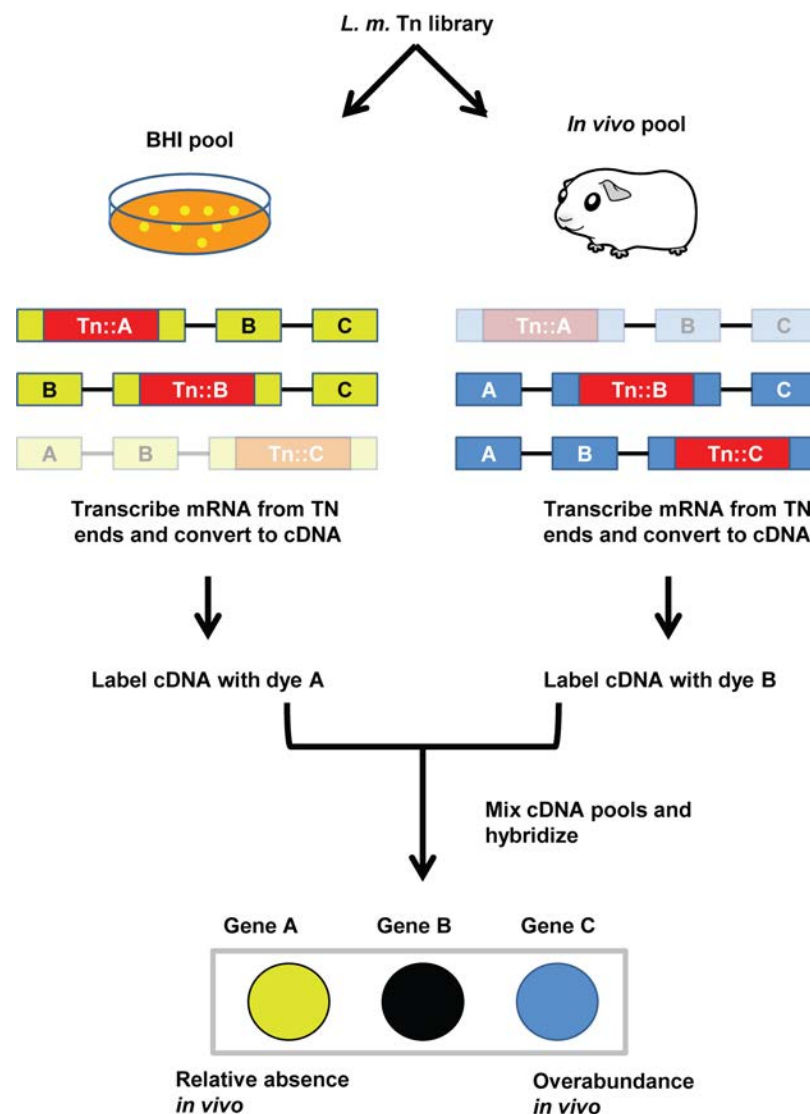 L. m. Tn library
BHI pool
In vivo pool
Tn::A B C
Tn::A B C
B Tn::B C
A Tn::B C
A B Tn::C
A B Tn::C
Transcribe mRNA from TN
ends and convert to cDNA
Transcribe mRNA from TN
ends and convert to cDNA
Label cDNA with dye A
Label cDNA with dye B
Mix cDNA pools and
hybridize
Gene A Gene B Gene C
Relative absence
in vivo
Overabundance
in vivo